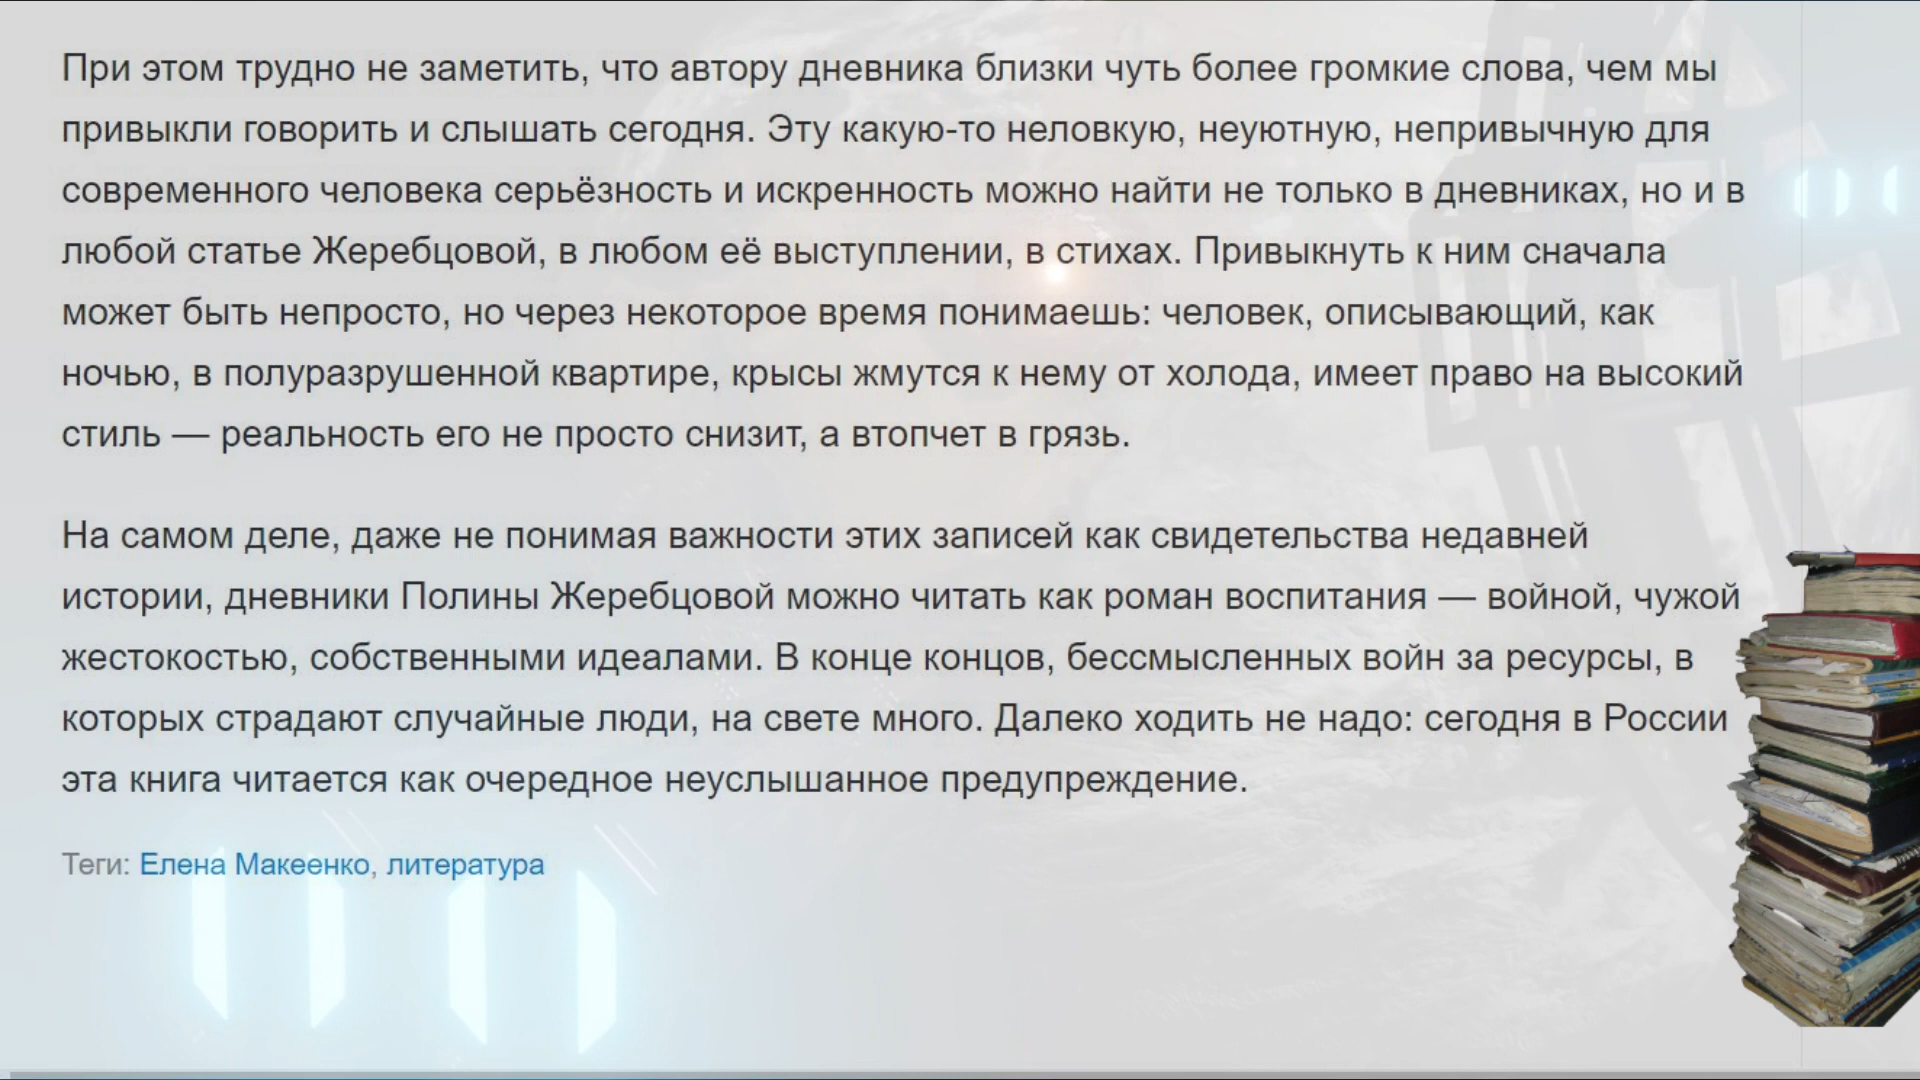 При этом трудно не заметить, что автору дневника близки чуть более громкие слова, чем мы
привыкли говорить и слышать сегодня. Эту какую-то неловкую, неуютную, непривычную для
современного человека серьёзность и искренность можно найти не только в дневниках, но и в
любой статье Жеребцовой, в любом её выступлении, в стихах. Привыкнуть к ним сначала
может быть непросто, но через некоторое время понимаешь: человек, описывающий, как
ночью, в полуразрушенной квартире, крысы жмутся к нему от холода, имеет право на высокий
стиль — реальность его не просто снизит, а втопчет в грязь.
На самом деле, даже не понимая важности этих записей как свидетельства недавней
истории, дневники Полины Жеребцовой можно читать как роман воспитания — войной, чужой
жестокостью, собственными идеалами. В конце концов, бессмысленных войн за ресурсы, в
которых страдают случайные люди, на свете много. Далеко ходить не надо: сегодня в России
эта книга читается как очередное неуслышанное предупреждение.
Теги: Елена Макеенко, литература